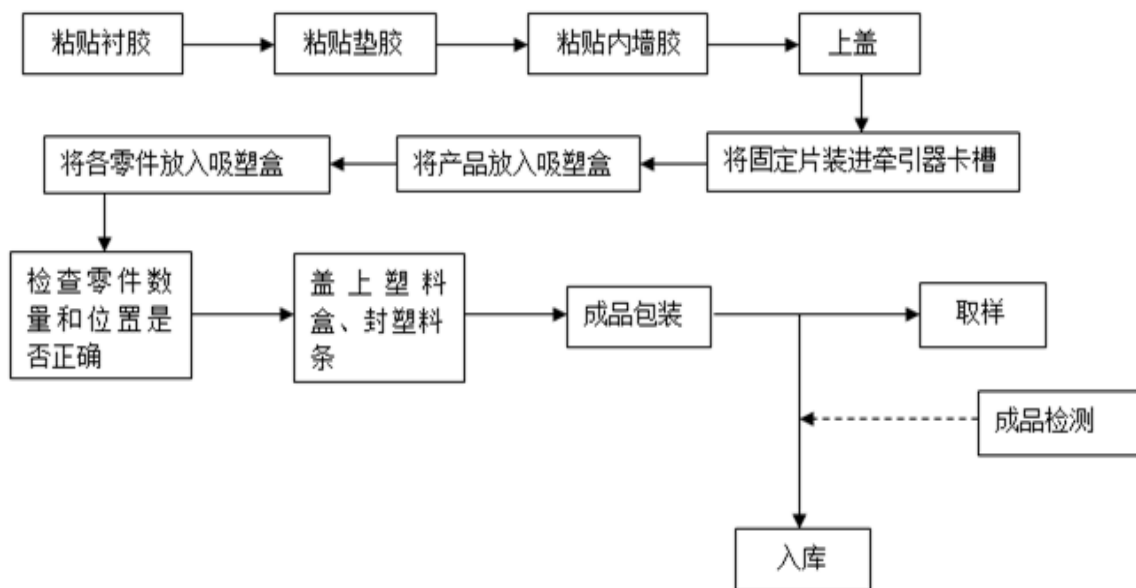 粘贴衬胶
粘贴垫胶
粘贴内墙胶
上盖
将固定片装进牵引器卡槽
将产品放入吸塑盒
将各零件放入吸塑盒
检查零件数
量和位置是
否正确
盖上塑料
盒、封塑料
条
成品包装
取样
成品检测
入库